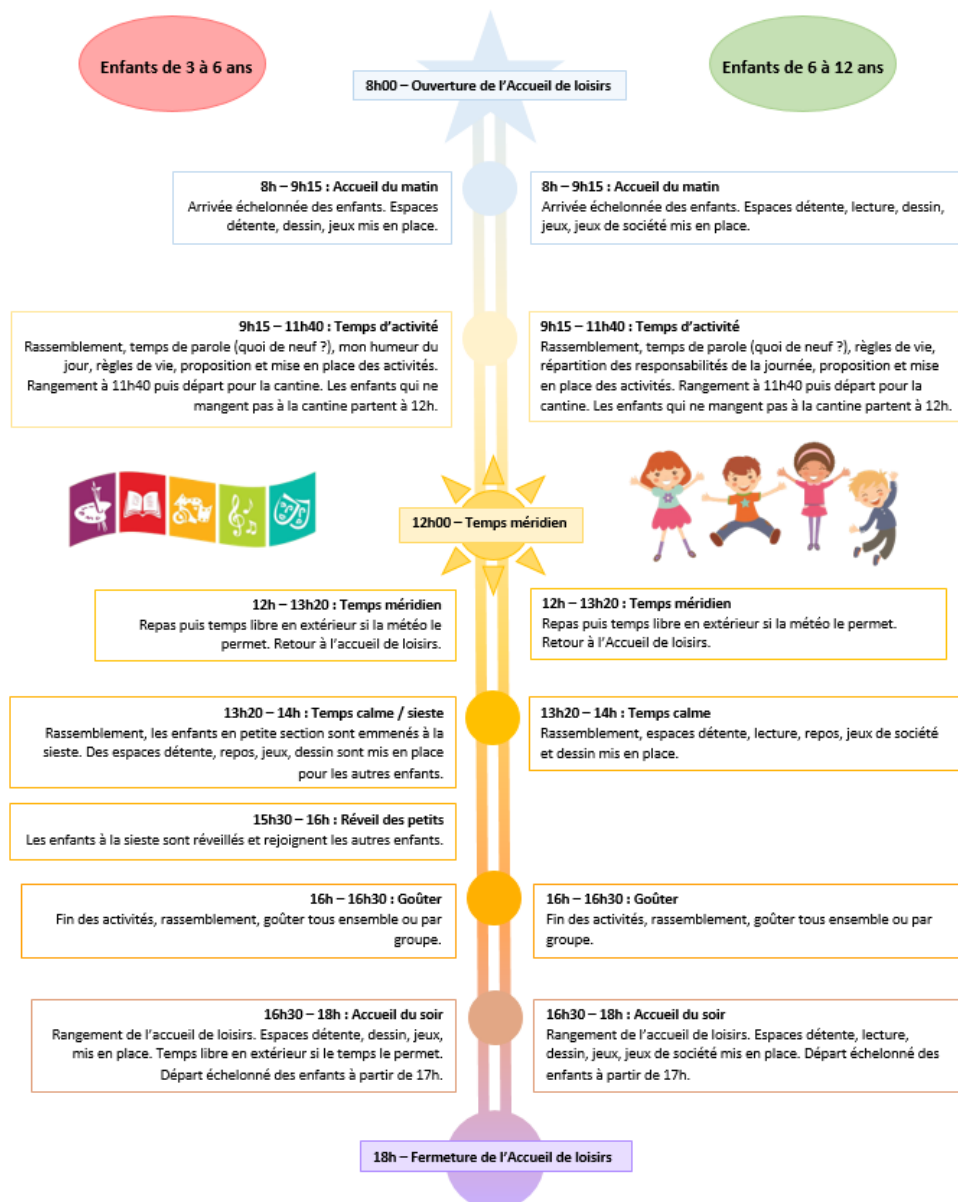 Enfants de 3 à 6 ans
Enfants de 6 à 12 ans
8h00 – Ouverture de l'Accueil de loisirs
8h – 9h15 : Accueil du matin
Arrivée échelonnée des enfants. Espaces
détente, dessin, jeux mis en place.
8h – 9h15 : Accueil du matin
Arrivée échelonnée des enfants. Espaces détente, lecture, dessin,
jeux, jeux de société mis en place.
9h15 – 11h40 : Temps d'activité
Rassemblement, temps de parole (quoi de neuf ?), mon humeur du
jour, règles de vie, proposition et mise en place des activités.
Rangement à 11h40 puis départ pour la cantine. Les enfants qui ne
mangent pas à la cantine partent à 12h.
9h15 – 11h40 : Temps d'activité
Rassemblement, temps de parole (quoi de neuf ?), règles de vie,
répartition des responsabilités de la journée, proposition et mise
en place des activités. Rangement à 11h40 puis départ pour la
cantine. Les enfants qui ne mangent pas à la cantine partent à 12h.
12h00 – Temps méridien
12h – 13h20 : Temps méridien
Repas puis temps libre en extérieur si la météo le
permet. Retour à l'accueil de loisirs.
12h – 13h20 : Temps méridien
Repas puis temps libre en extérieur si la météo le permet.
Retour à l'Accueil de loisirs.
13h20 – 14h : Temps calme / sieste
Rassemblement, les enfants en petite section sont emmenés à la
sieste. Des espaces détente, repos, jeux, dessin sont mis en place
pour les autres enfants.
13h20 – 14h : Temps calme
Rassemblement, espaces détente, lecture, repos, jeux de société
et dessin mis en place.
15h30 – 16h : Réveil des petits
Les enfants à la sieste sont réveillés et rejoignent les autres enfants.
16h – 16h30 : Goûter
Fin des activités, rassemblement, goûter tous ensemble ou par
groupe.
16h – 16h30 : Goûter
Fin des activités, rassemblement, goûter tous ensemble ou par
groupe.
16h30 – 18h : Accueil du soir
Rangement de l'accueil de loisirs. Espaces détente, dessin, jeux,
mis en place. Temps libre en extérieur si le temps le permet.
Départ échelonné des enfants à partir de 17h.
16h30 – 18h : Accueil du soir
Rangement de l'accueil de loisirs. Espaces détente, lecture,
dessin, jeux, jeux de société mis en place. Départ échelonné des
enfants à partir de 17h.
18h – Fermeture de l'Accueil de loisirs